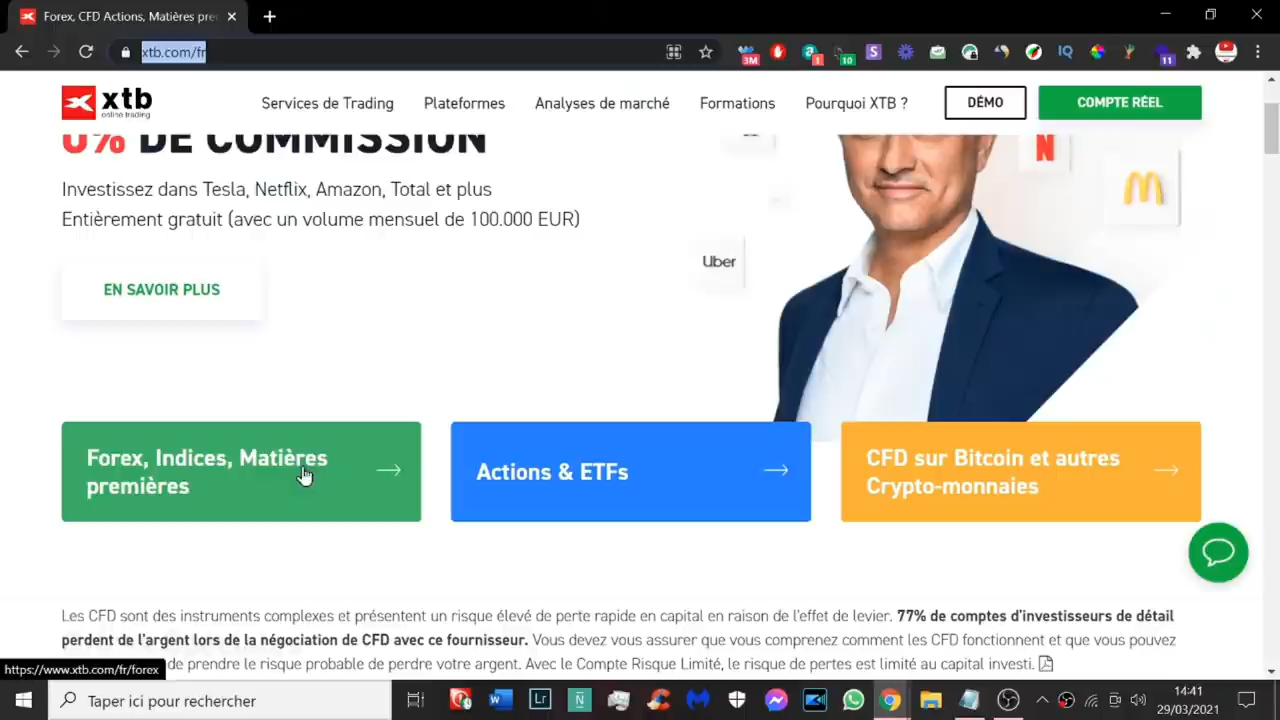 Forex, CFD Actions, Matières pre
xtb.com/fr
3M
1
10
S
IQ
11
xtb
online trading
Services de Trading
Plateformes
Analyses de marché
Formations
Pourquoi XTB ?
DÉMO
COMPTE RÉEL
0% DE COMMISSION
Investissez dans Tesla, Netflix, Amazon, Total et plus
Entièrement gratuit (avec un volume mensuel de 100.000 EUR)
N
Uber
EN SAVOIR PLUS
Forex, Indices, Matières
premières
Actions & ETFs
CFD sur Bitcoin et autres
Crypto-monnaies
Les CFD sont des instruments complexes et présentent un risque élevé de perte rapide en capital en raison de l'effet de levier. 77% de comptes d'investisseurs de détail
perdent de l'argent lors de la négociation de CFD avec ce fournisseur. Vous devez vous assurer que vous comprenez comment les CFD fonctionnent et que vous pouvez
de prendre le risque probable de perdre votre argent. Avec le Compte Risque Limité, le risque de pertes est limité au capital investi.
https://www.xtb.com/fr/forex
Taper ici pour rechercher
W
Lr
14:41
29/03/2021